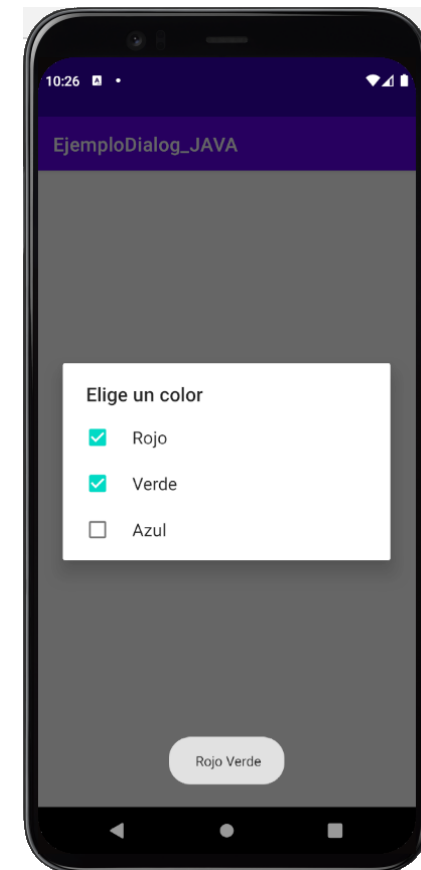 10:26
EjemploDialog_JAVA
Elige un color
Rojo
Verde
Azul
Rojo Verde